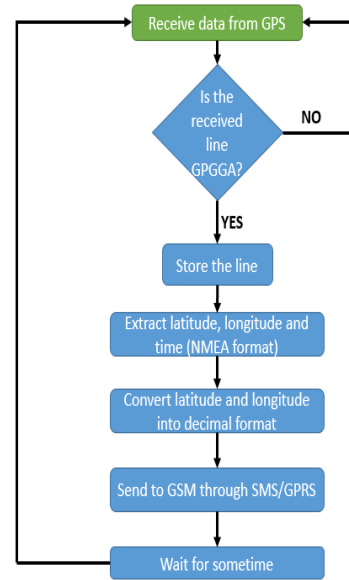 Receive data from GPS
Is the
received
line
GPGGA?
NO
YES
Store the line
Extract latitude, longitude and
time (NMEA format)
Convert latitude and longitude
into decimal format
Send to GSM through SMS/GPRS
Wait for sometime